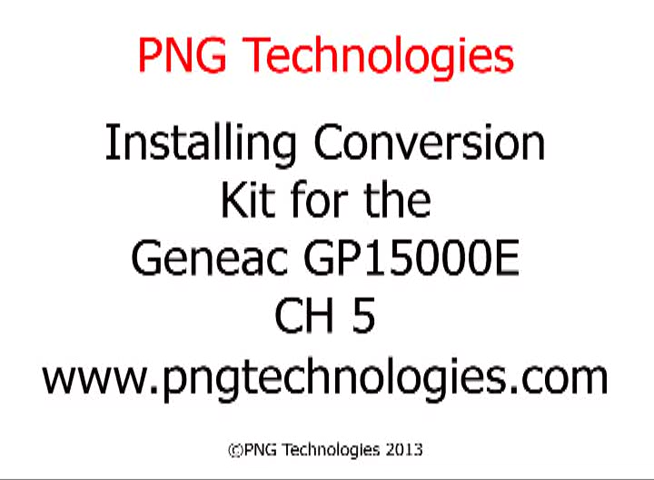 PNG Technologies
Installing Conversion
Kit for the
Geneac GP15000E
CH 5
www.pngtechnologies.com
©PNG Technologies 2013